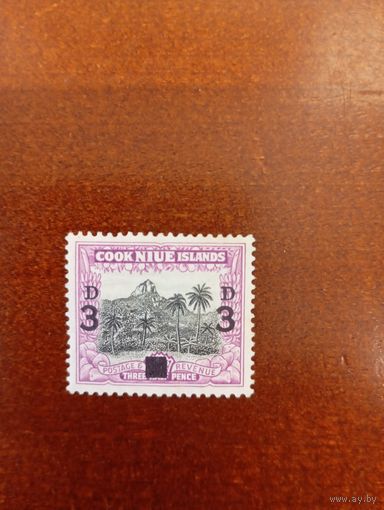 COOK NIUE ISLANDS
D D
3 3
POSTAGE & REVENUE
THREE PENCE
www.ay.by